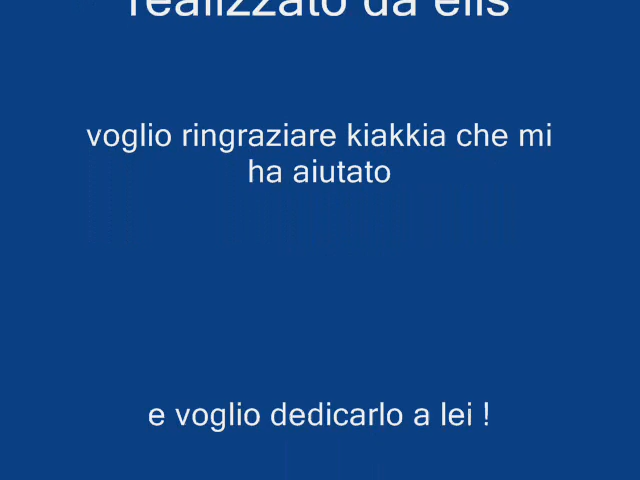 realizzato da elis
voglio ringraziare kiakkia che mi
ha aiutato
e voglio dedicarlo a lei !